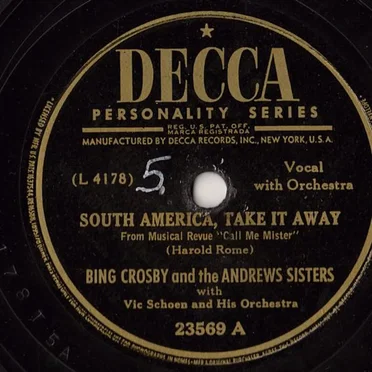 DECCA
PERSONALITY SERIES
REG. U.S. PAT. OFF.
MARCA REGISTRADA
MANUFACTURED BY DECCA RECORDS, INC., NEW YORK, U.S.A.
(L 4178) 5
Vocal
with Orchestra
SOUTH AMERICA, TAKE IT AWAY
From Musical Revue "Call Me Mister"
(Harold Rome)
BING CROSBY and the ANDREWS SISTERS
with
Vic Schoen and His Orchestra
23569 A